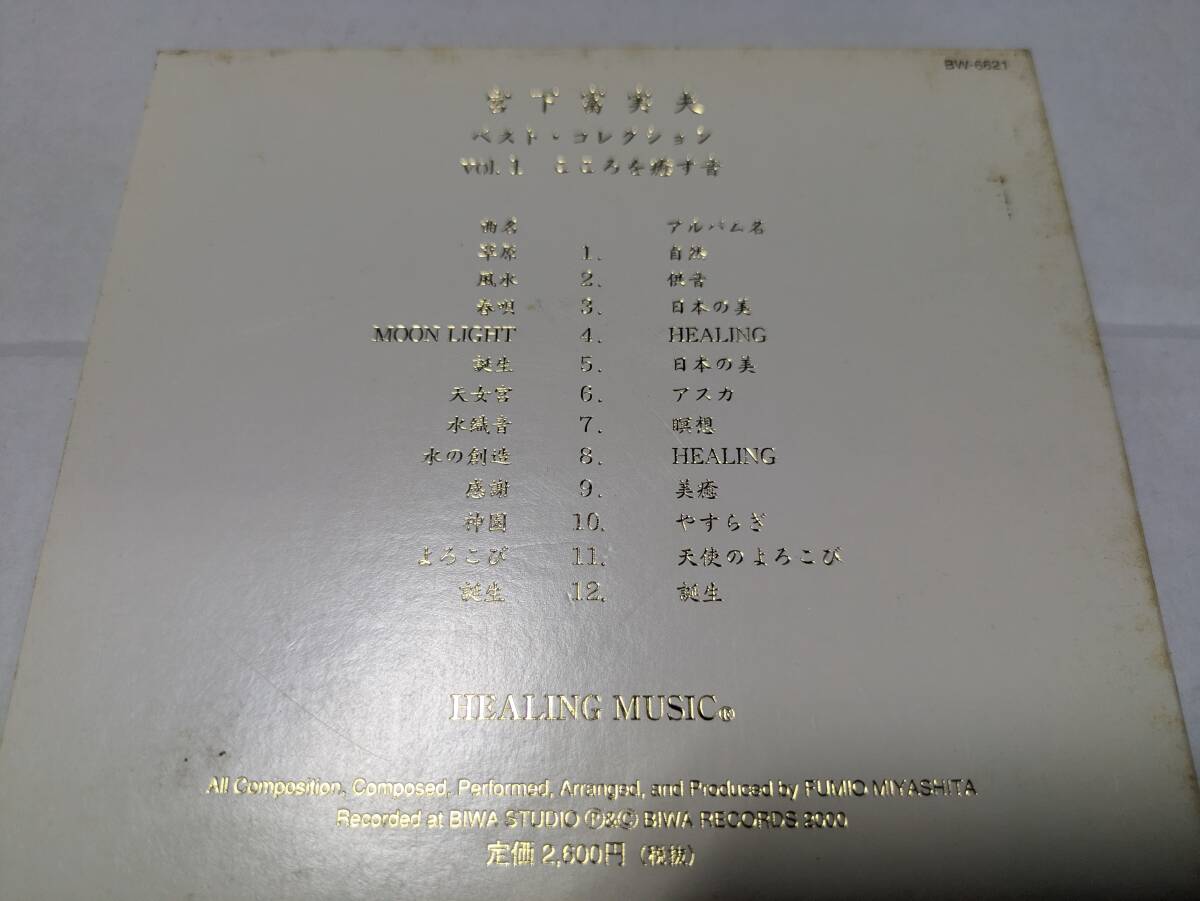 BW-6621
宮下富実夫
ベスト・コレクション
vol.1 こころを癒す音
曲名 アルバム名
草原 1. 自然
風水 2. 供音
春唄 3. 日本の美
MOON LIGHT 4. HEALING
誕生 5. 日本の美
天女宮 6. アスカ
水織音 7. 瞑想
水の創造 8. HEALING
感謝 9. 美癒
神園 10. やすらぎ
よろこび 11. 天使のよろこび
誕生 12. 誕生
HEALING MUSIC®
All Composition, Composed, Performed, Arranged, and Produced by FUMIO MIYASHITA
Recorded at BIWA STUDIO Ⓟ&Ⓒ BIWA RECORDS 2000
定価 2,600円 (税抜)